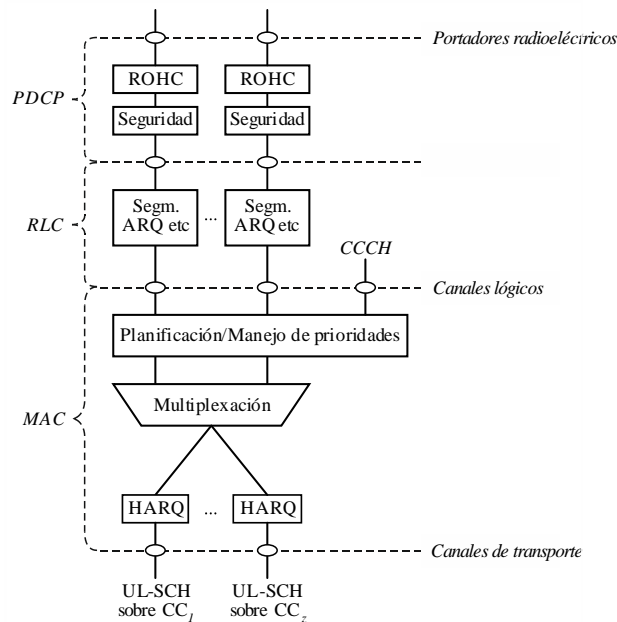 Portadores radioeléctricos
ROHC ROHC
PDCP
Seguridad Seguridad
Segm. ARQ etc ... Segm. ARQ etc
RLC
CCCH
Canales lógicos
Planificación/Manejo de prioridades
Multiplexación
MAC
HARQ ... HARQ
Canales de transporte
UL-SCH sobre CC1 UL-SCH sobre CCz